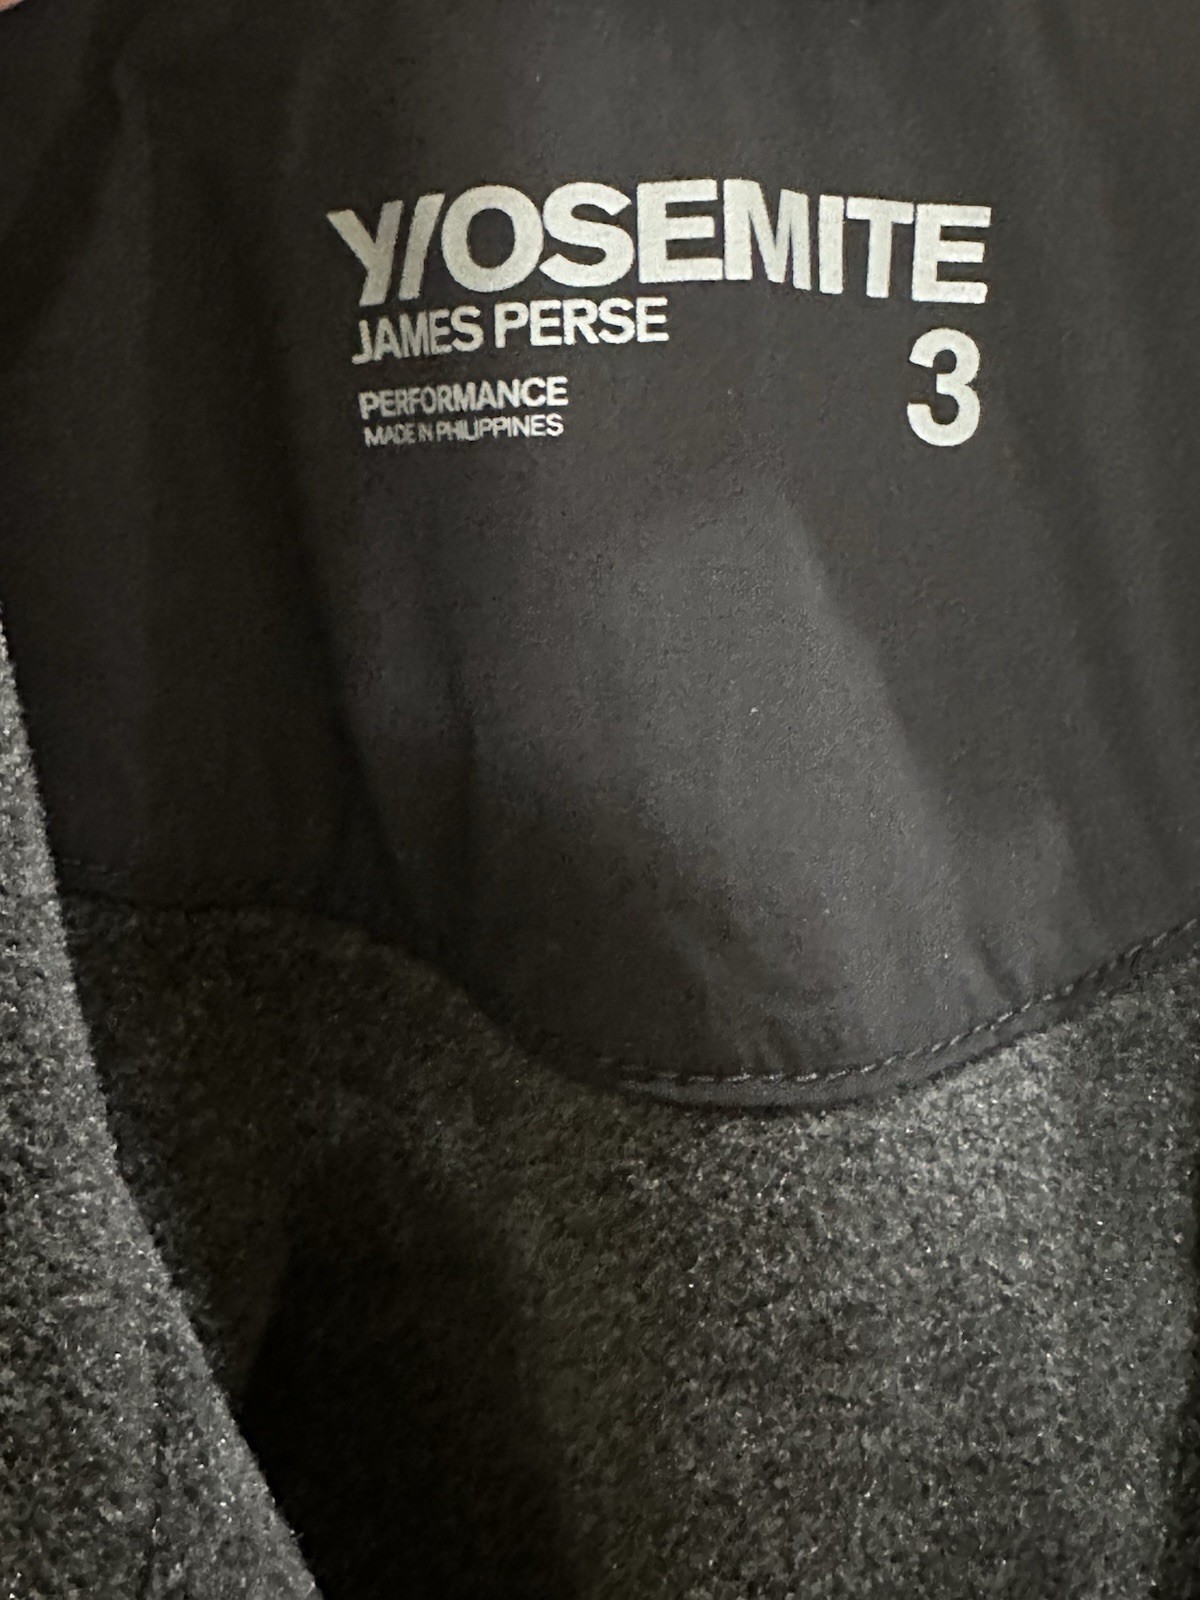 Y/OSEMITE
JAMES PERSE
3
PERFORMANCE
MADE IN PHILIPPINES